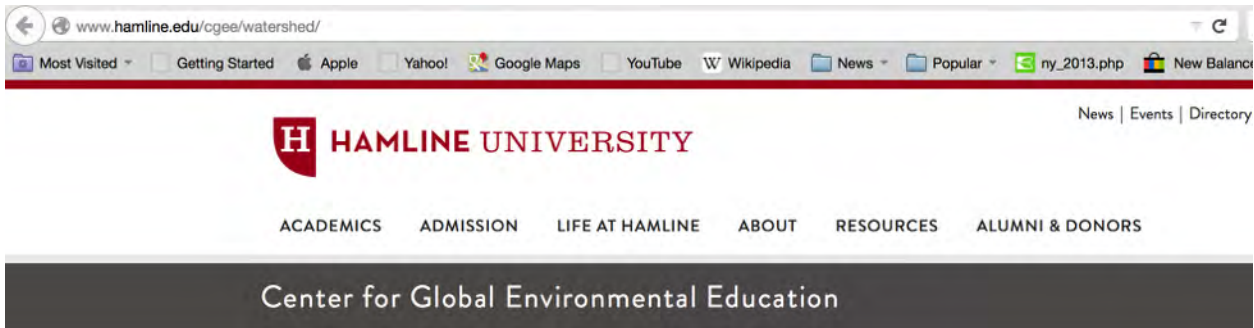 www.hamline.edu/cgee/watershed/
Most Visited Getting Started Apple Yahoo! Google Maps YouTube W Wikipedia News Popular ny_2013.php New Balance
News | Events | Directory
H HAMLINE UNIVERSITY
ACADEMICS ADMISSION LIFE AT HAMLINE ABOUT RESOURCES ALUMNI & DONORS
Center for Global Environmental Education